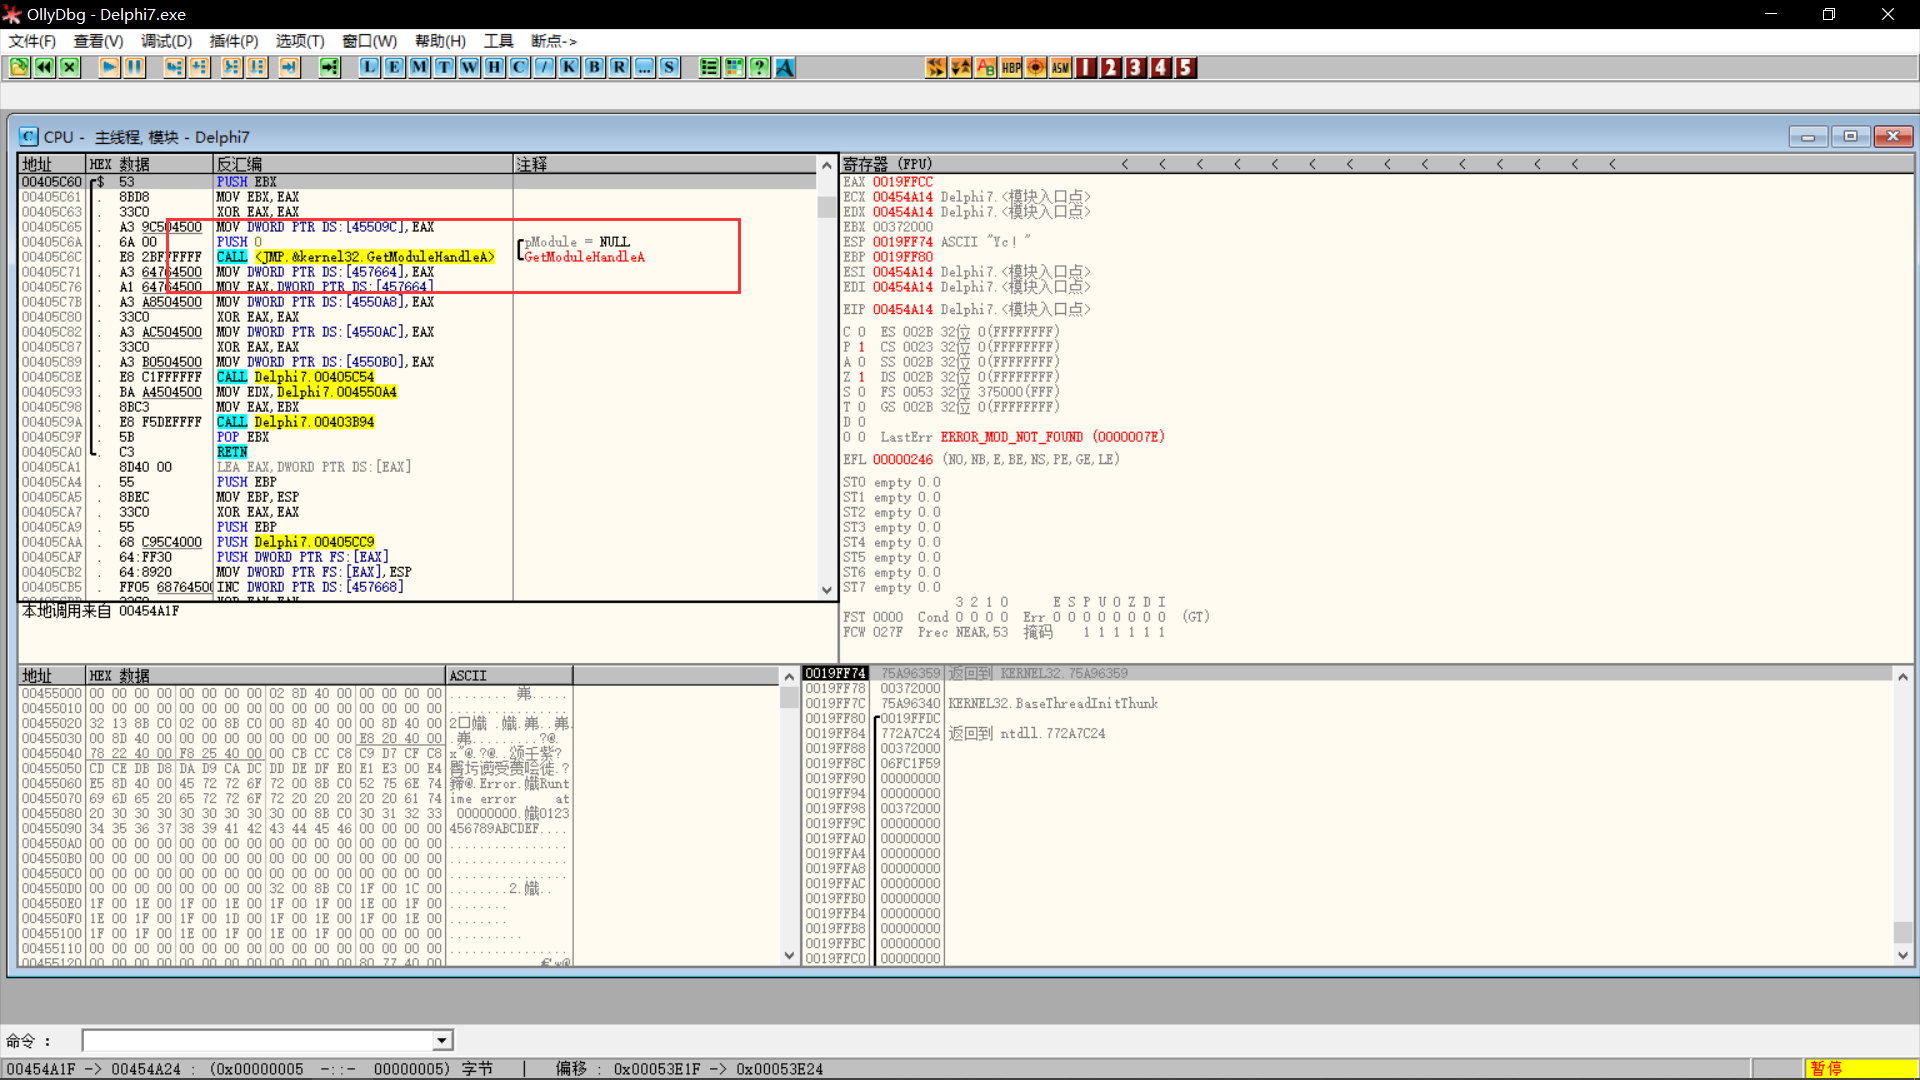 OllyDbg - Delphi7.exe
文件(F) 查看(V) 调试(D) 插件(P) 选项(T) 窗口(W) 帮助(H) 工具 断点->
L E M T W H C / K B R ... S ? HBP ASM 1 2 3 4 5
C CPU - 主线程, 模块 - Delphi7
地址 HEX 数据 反汇编 注释
00405C60 $ 53 PUSH EBX
00405C61 . 8BD8 MOV EBX,EAX
00405C63 . 33C0 XOR EAX,EAX
00405C65 . A3 9C504500 MOV DWORD PTR DS:[45509C],EAX
00405C6A . 6A 00 PUSH 0 pModule = NULL
00405C6C . E8 2BFFFFFF CALL <JMP.&kernel32.GetModuleHandleA> GetModuleHandleA
00405C71 . A3 64764500 MOV DWORD PTR DS:[457664],EAX
00405C76 . A1 64764500 MOV EAX,DWORD PTR DS:[457664]
00405C7B . A3 A8504500 MOV DWORD PTR DS:[4550A8],EAX
00405C80 . 33C0 XOR EAX,EAX
00405C82 . A3 AC504500 MOV DWORD PTR DS:[4550AC],EAX
00405C87 . 33C0 XOR EAX,EAX
00405C89 . A3 B0504500 MOV DWORD PTR DS:[4550B0],EAX
00405C8E . E8 C1FFFFFF CALL Delphi7.00405C54
00405C93 . BA A4504500 MOV EDX,Delphi7.004550A4
00405C98 . 8BC3 MOV EAX,EBX
00405C9A . E8 F5DEFFFF CALL Delphi7.00403B94
00405C9F . 5B POP EBX
00405CA0 . C3 RETN
00405CA1 8D40 00 LEA EAX,DWORD PTR DS:[EAX]
00405CA4 . 55 PUSH EBP
00405CA5 . 8BEC MOV EBP,ESP
00405CA7 . 33C0 XOR EAX,EAX
00405CA9 . 55 PUSH EBP
00405CAA . 68 C95C4000 PUSH Delphi7.00405CC9
00405CAF . 64:FF30 PUSH DWORD PTR FS:[EAX]
00405CB2 . 64:8920 MOV DWORD PTR FS:[EAX],ESP
00405CB5 . FF05 68764500 INC DWORD PTR DS:[457668]
本地调用来自 00454A1F
寄存器 (FPU) < < < < < < < < < < < < < <
EAX 0019FFCC
ECX 00454A14 Delphi7.<模块入口点>
EDX 00454A14 Delphi7.<模块入口点>
EBX 00372000
ESP 0019FF74 ASCII "Yc！"
EBP 0019FF80
ESI 00454A14 Delphi7.<模块入口点>
EDI 00454A14 Delphi7.<模块入口点>
EIP 00454A14 Delphi7.<模块入口点>
C 0 ES 002B 32位 0(FFFFFFFF)
P 1 CS 0023 32位 0(FFFFFFFF)
A 0 SS 002B 32位 0(FFFFFFFF)
Z 1 DS 002B 32位 0(FFFFFFFF)
S 0 FS 0053 32位 375000(FFF)
T 0 GS 002B 32位 0(FFFFFFFF)
D 0
O 0 LastErr ERROR_MOD_NOT_FOUND (0000007E)
EFL 00000246 (NO,NB,E,BE,NS,PE,GE,LE)
ST0 empty 0.0
ST1 empty 0.0
ST2 empty 0.0
ST3 empty 0.0
ST4 empty 0.0
ST5 empty 0.0
ST6 empty 0.0
ST7 empty 0.0
3 2 1 0 E S P U O Z D I
FST 0000 Cond 0 0 0 0 Err 0 0 0 0 0 0 0 0 (GT)
FCW 027F Prec NEAR,53 掩码 1 1 1 1 1 1
地址 HEX 数据 ASCII
00455000 00 00 00 00 00 00 00 00 02 8D 40 00 00 00 00 00
00455010 00 00 00 00 00 00 00 00 00 00 00 00 00 00 00 00
00455020 32 13 8B C0 02 00 8B C0 00 8D 40 00 00 8D 40 00
00455030 00 8D 40 00 00 00 00 00 00 00 00 00 E8 20 40 00
00455040 78 22 40 00 F8 25 40 00 00 CB CC C8 C9 D7 CF C8
00455050 CD CE DB D8 DA D9 CA DC DD DE DF E0 E1 E3 00 E4
00455060 E5 8D 40 00 45 72 72 6F 72 00 8B C0 52 75 6E 74 .Error.媺Runt
00455070 69 6D 65 20 65 72 72 6F 72 20 20 20 20 20 61 74 ime error at
00455080 20 30 30 30 30 30 30 30 30 00 8B C0 30 31 32 33 00000000.媺0123
00455090 34 35 36 37 38 39 41 42 43 44 45 46 00 00 00 00 456789ABCDEF....
004550A0 00 00 00 00 00 00 00 00 00 00 00 00 00 00 00 00
004550B0 00 00 00 00 00 00 00 00 00 00 00 00 00 00 00 00
004550C0 00 00 00 00 00 00 00 00 00 00 00 00 00 00 00 00
004550D0 00 00 00 00 00 00 00 00 32 00 8B C0 1F 00 1C 00
004550E0 1F 00 1E 00 1F 00 1E 00 1F 00 1F 00 1E 00 1F 00
004550F0 1E 00 1F 00 1F 00 1D 00 1F 00 1E 00 1F 00 1E 00
00455100 1F 00 1F 00 1E 00 1F 00 1E 00 1F 00 00 00 00 00
00455110 00 00 00 00 00 00 00 00 00 00 00 00 00 00 00 00
00455120 00 00 00 00 00 00 00 00 00 00 00 00 80 77 40 00
0019FF74 75A96359 返回到 KERNEL32.75A96359
0019FF78 00372000
0019FF7C 75A96340 KERNEL32.BaseThreadInitThunk
0019FF80 0019FFDC
0019FF84 772A7C24 返回到 ntdll.772A7C24
0019FF88 00372000
0019FF8C 06FC1F59
0019FF90 00000000
0019FF94 00000000
0019FF98 00372000
0019FF9C 00000000
0019FFA0 00000000
0019FFA4 00000000
0019FFA8 00000000
0019FFAC 00000000
0019FFB0 00000000
0019FFB4 00000000
0019FFB8 00000000
0019FFBC 00000000
0019FFC0 00000000
命令 :
00454A1F -> 00454A24 : (0x00000005 -::- 00000005) 字节 | 偏移 : 0x00053E1F -> 0x00053E24 暂停